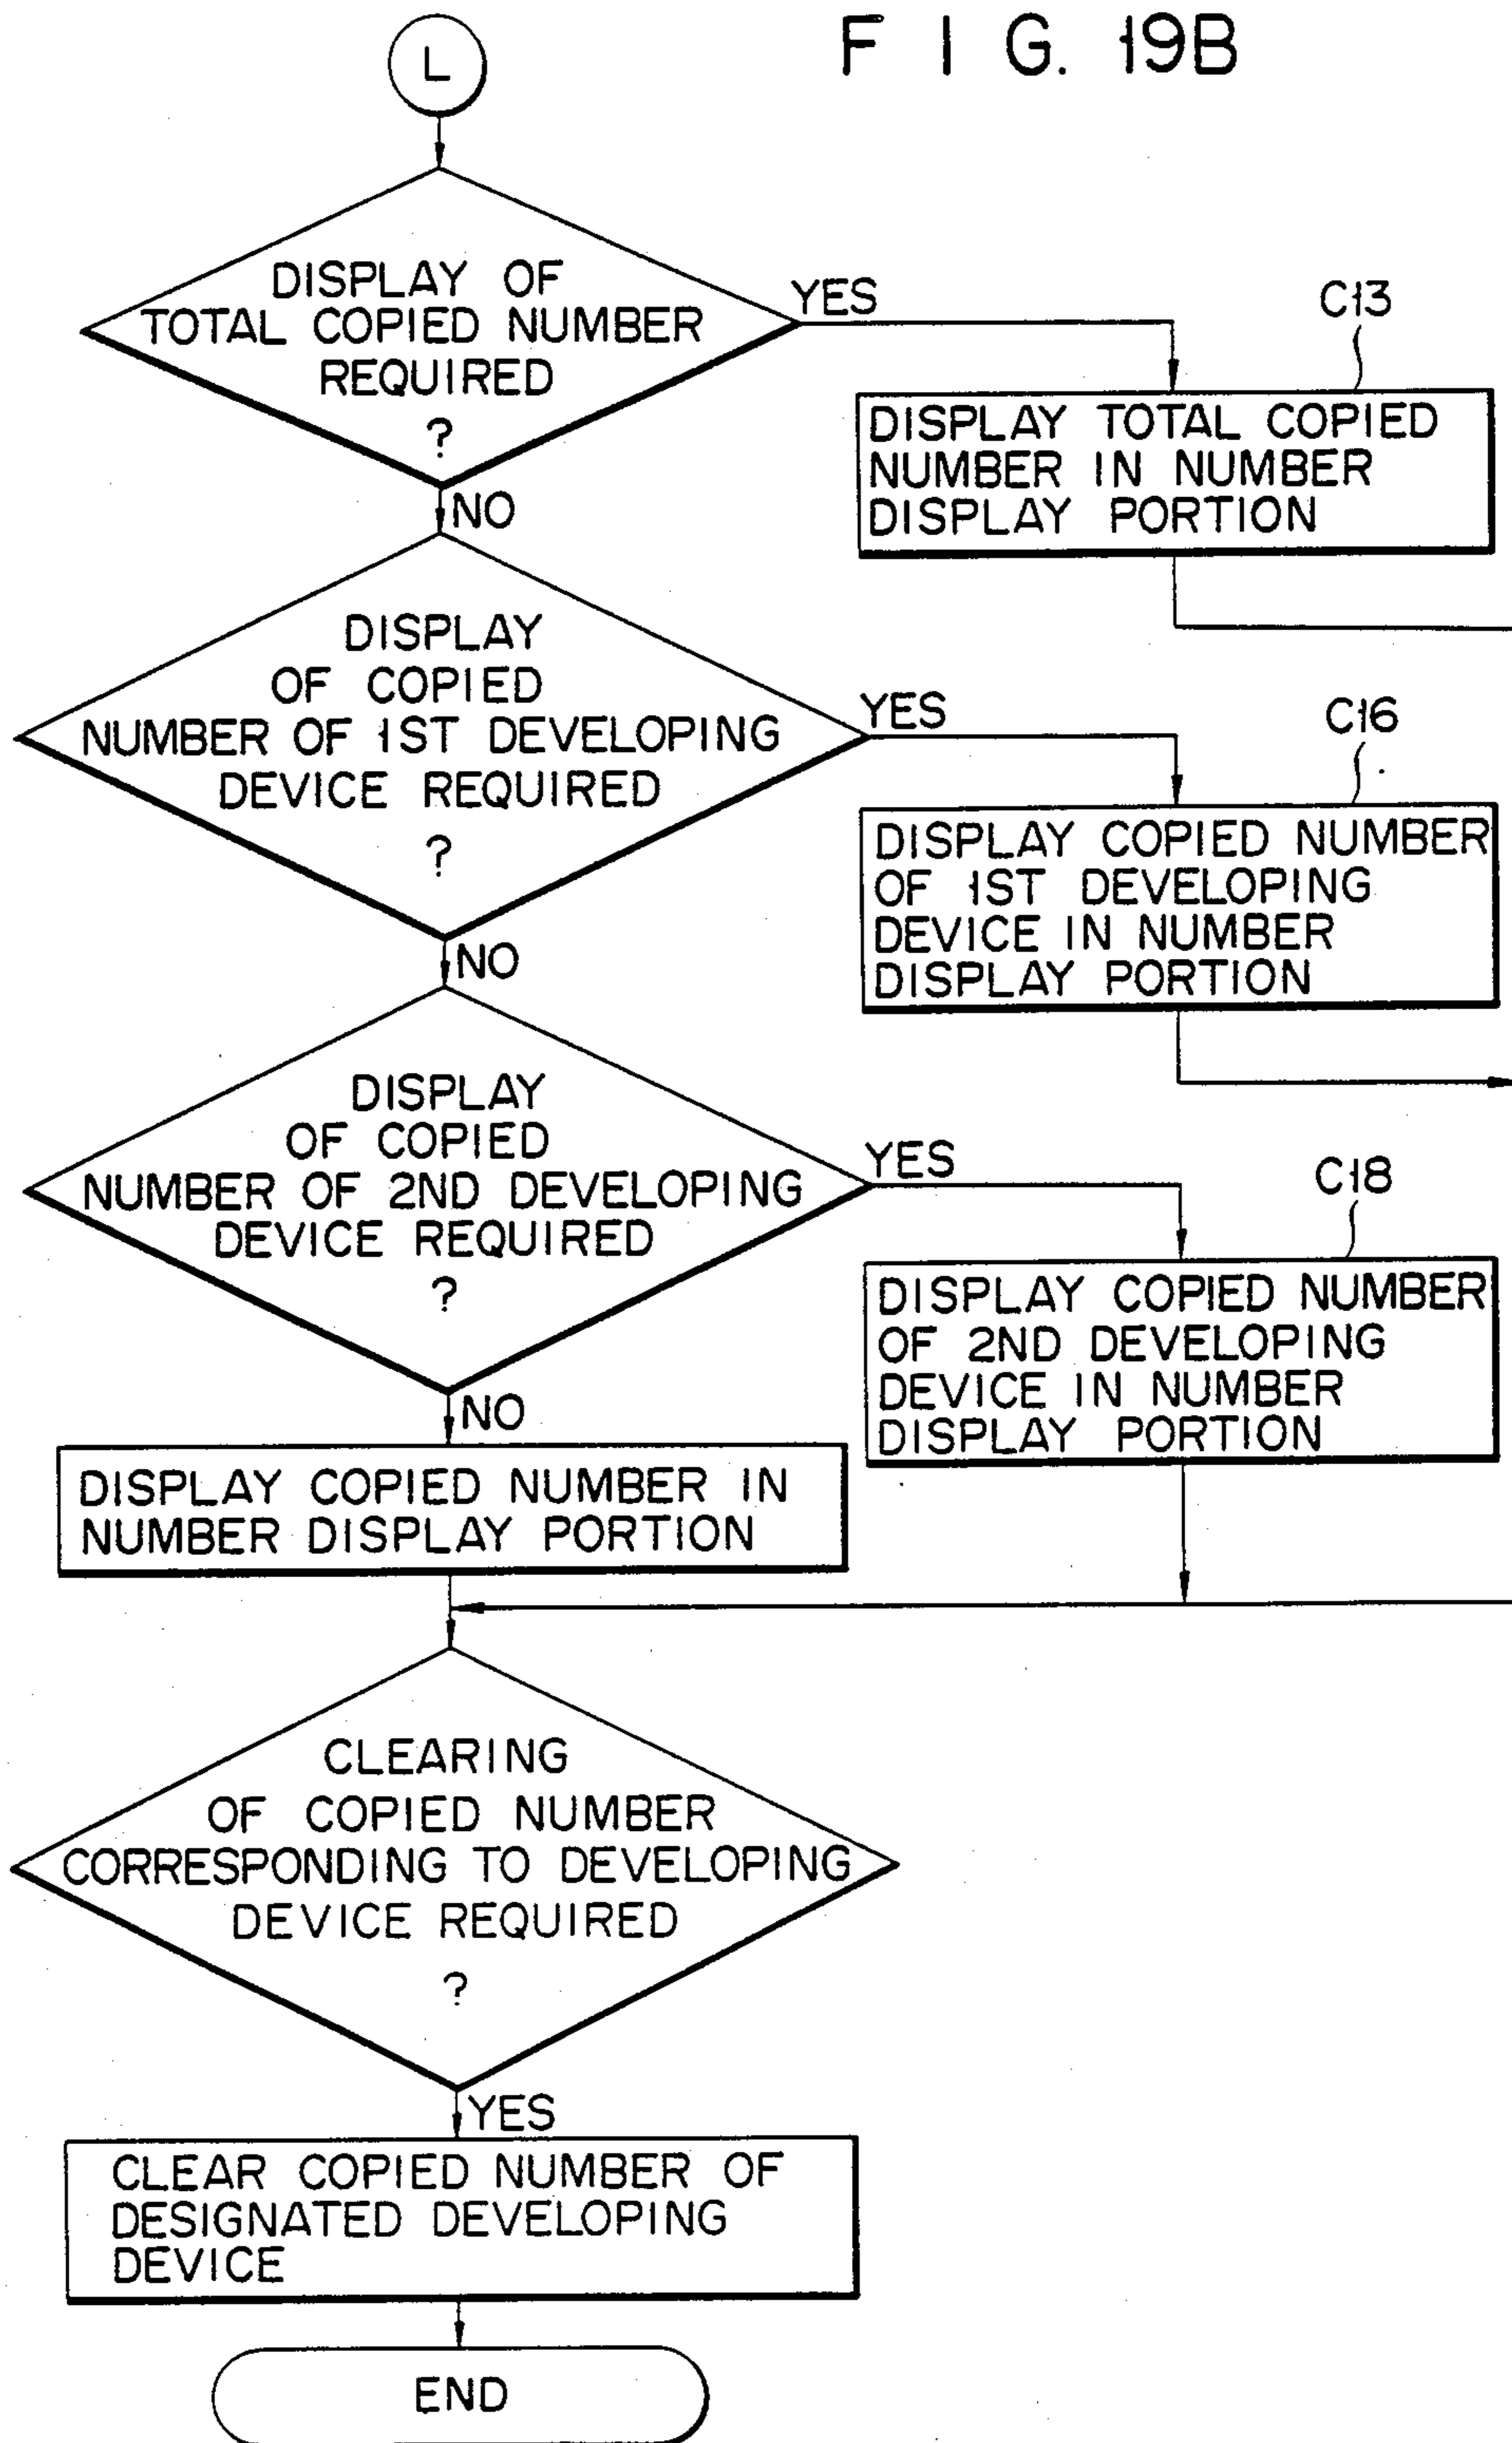 F I G. 19B
L
DISPLAY OF
TOTAL COPIED NUMBER
REQUIRED
?
YES
NO
C13
DISPLAY TOTAL COPIED
NUMBER IN NUMBER
DISPLAY PORTION
DISPLAY
OF COPIED
NUMBER OF 1ST DEVELOPING
DEVICE REQUIRED
?
YES
NO
C16
DISPLAY COPIED NUMBER
OF 1ST DEVELOPING
DEVICE IN NUMBER
DISPLAY PORTION
DISPLAY
OF COPIED
NUMBER OF 2ND DEVELOPING
DEVICE REQUIRED
?
YES
NO
C18
DISPLAY COPIED NUMBER
OF 2ND DEVELOPING
DEVICE IN NUMBER
DISPLAY PORTION
DISPLAY COPIED NUMBER IN
NUMBER DISPLAY PORTION
CLEARING
OF COPIED NUMBER
CORRESPONDING TO DEVELOPING
DEVICE REQUIRED
?
YES
CLEAR COPIED NUMBER OF
DESIGNATED DEVELOPING
DEVICE
END